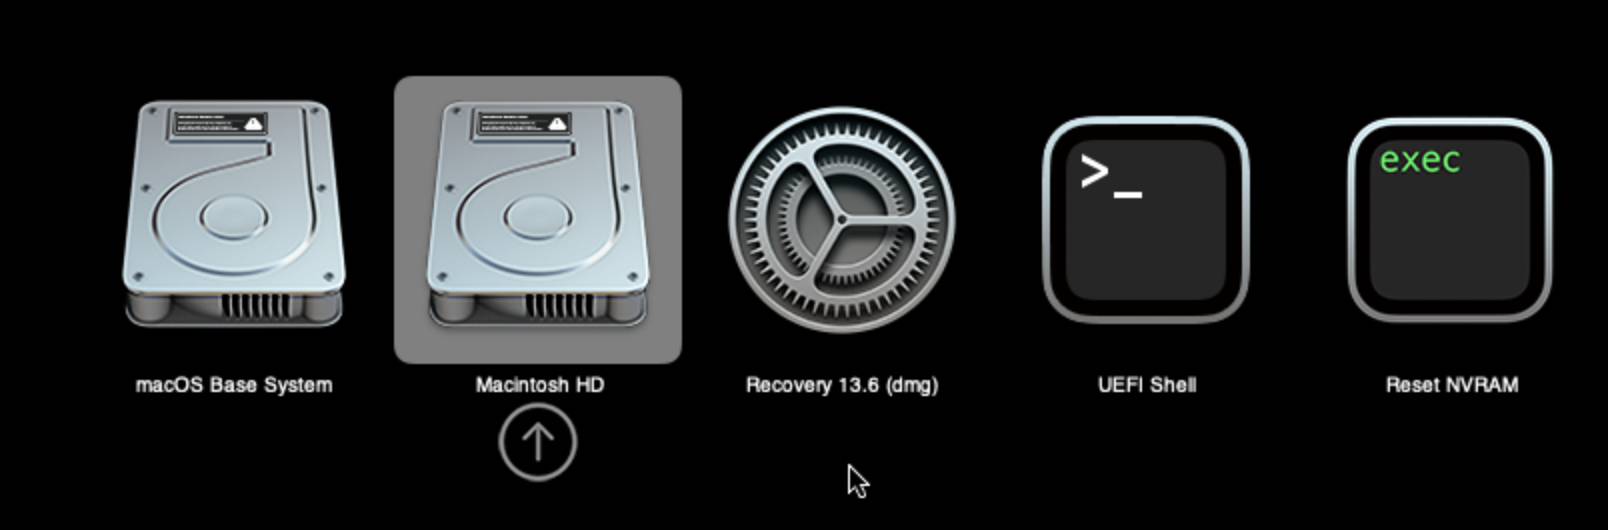 >_
exec
macOS Base System
Macintosh HD
Recovery 13.6 (dmg)
UEFI Shell
Reset NVRAM